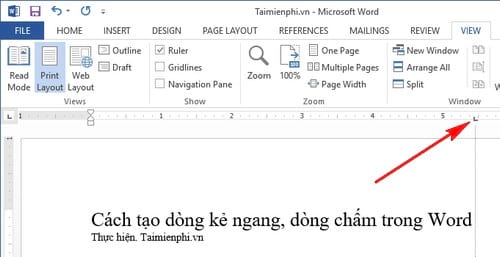 Taimienphi.vn - Microsoft Word
FILE HOME INSERT DESIGN PAGE LAYOUT REFERENCES MAILINGS REVIEW VIEW
Read Mode
Print Layout
Web Layout
Outline
Draft
Views
Ruler
Gridlines
Navigation Pane
Show
Zoom
100%
One Page
Multiple Pages
Page Width
Zoom
New Window
Arrange All
Split
Window
1 1 2 3 4 5
1
Cách tạo dòng kẻ ngang, dòng chấm trong Word
Thực hiện. Taimienphi.vn